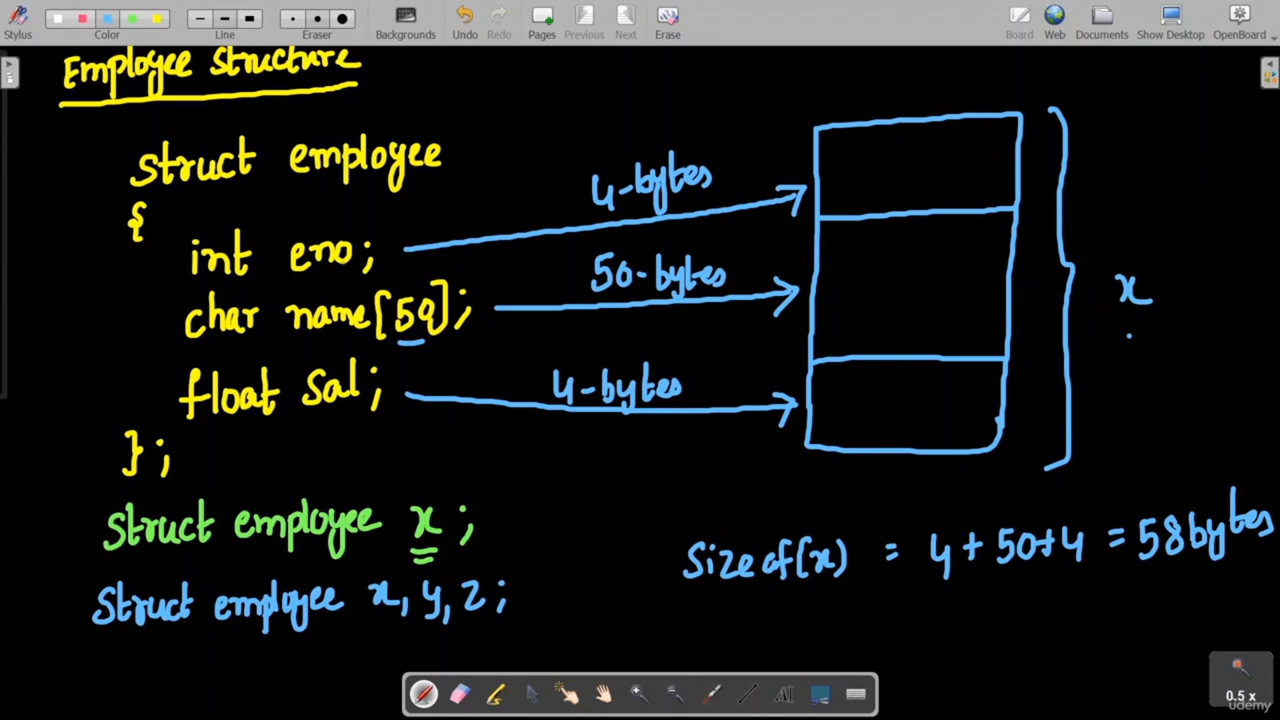 Stylus
Color
Line
Eraser
Backgrounds
Undo
Redo
Pages
Previous
Next
Erase
Board
Web
Documents
Show Desktop
OpenBoard
Employee Structure
Struct employee
{
int eno;
char name[50];
float Sal;
};
4-bytes
50-bytes
4-bytes
x
Struct employee x;
Struct employee x, y, z;
Sizeof(x) = 4 + 50+4 = 58bytes
AI
0.5 x
udemy